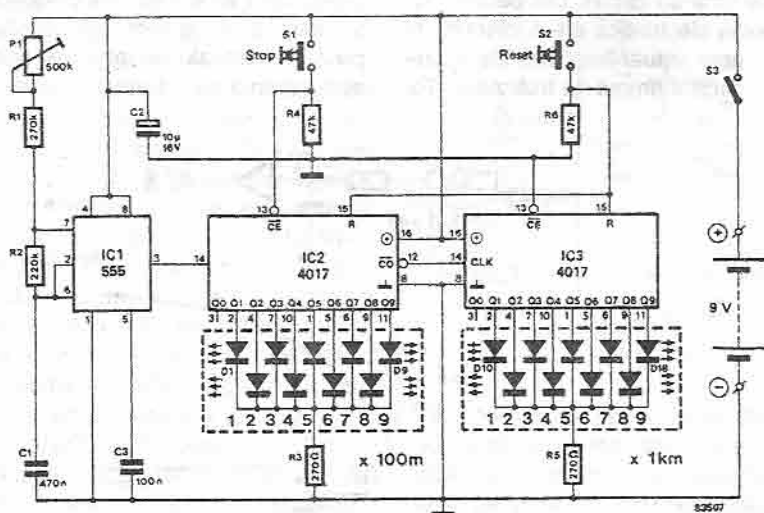 P1
500k
R1
270k
R2
220k
C1
470n
C2
10µ
16V
C3
100n
IC1
555
4
8
7
2
6
3
1
5
S1
Stop
R4
47k
S2
Reset
R6
47k
S3
13
CE
15
R
14
IC2
4017
16
CO
12
8
Q0 Q1 Q2 Q3 Q4 Q5 Q6 Q7 Q8 Q9
3 2 4 7 10 1 5 6 9 11
D1
D9
1 2 3 4 5 6 7 8 9
R3
270Ω
x 100m
13
CE
15
R
16
14
CLK
8
IC3
4017
Q0 Q1 Q2 Q3 Q4 Q5 Q6 Q7 Q8 Q9
3 2 4 7 10 1 5 6 9 11
D10
D18
1 2 3 4 5 6 7 8 9
R5
270Ω
x 1km
+
9 V
−
83507